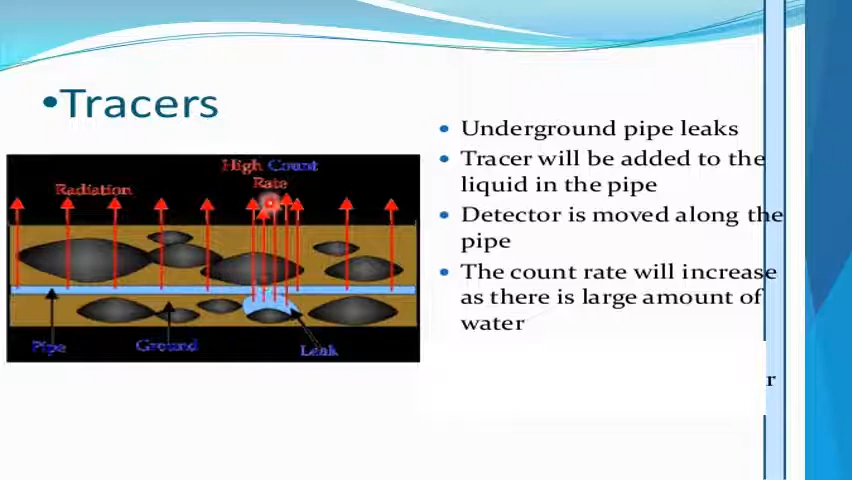 •Tracers
High Count
Rate
Radiation
Pipe
Ground
Leak
• Underground pipe leaks
• Tracer will be added to the
liquid in the pipe
• Detector is moved along the
pipe
• The count rate will increase
as there is large amount of
water
r